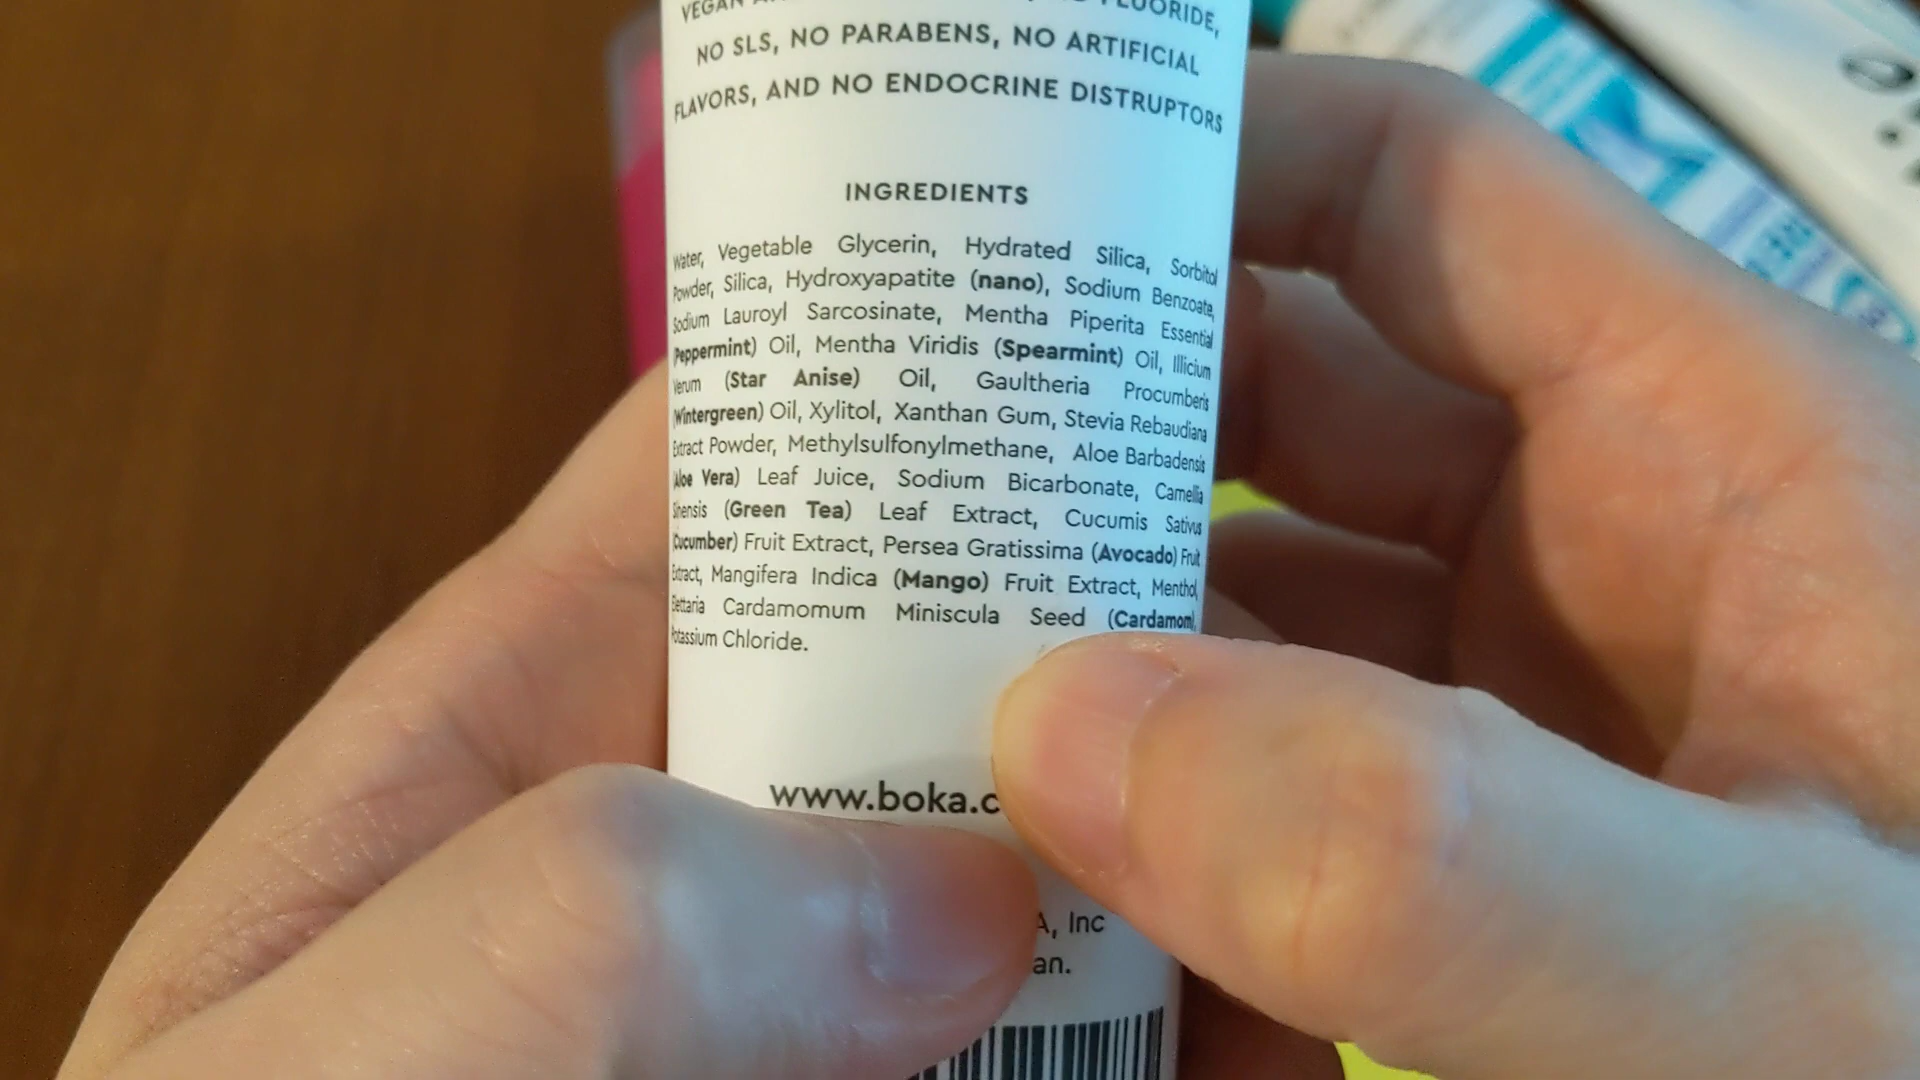 VEGAN
FLUORIDE,
NO SLS, NO PARABENS, NO ARTIFICIAL
FLAVORS, AND NO ENDOCRINE DISTRUPTORS
INGREDIENTS
Water, Vegetable Glycerin, Hydrated Silica, Sorbitol
Powder, Silica, Hydroxyapatite (nano), Sodium Benzoate,
Sodium Lauroyl Sarcosinate, Mentha Piperita Essential
(Peppermint) Oil, Mentha Viridis (Spearmint) Oil, Illicium
Verum (Star Anise) Oil, Gaultheria Procumberis
(Wintergreen) Oil, Xylitol, Xanthan Gum, Stevia Rebaudiana
Extract Powder, Methylsulfonylmethane, Aloe Barbadensis
(Aloe Vera) Leaf Juice, Sodium Bicarbonate, Camellia
Sinensis (Green Tea) Leaf Extract, Cucumis Sativus
(Cucumber) Fruit Extract, Persea Gratissima (Avocado) Fruit
Extract, Mangifera Indica (Mango) Fruit Extract, Menthol,
Elettaria Cardamomum Miniscula Seed (Cardamom),
Potassium Chloride.
www.boka.c
A, Inc
an.